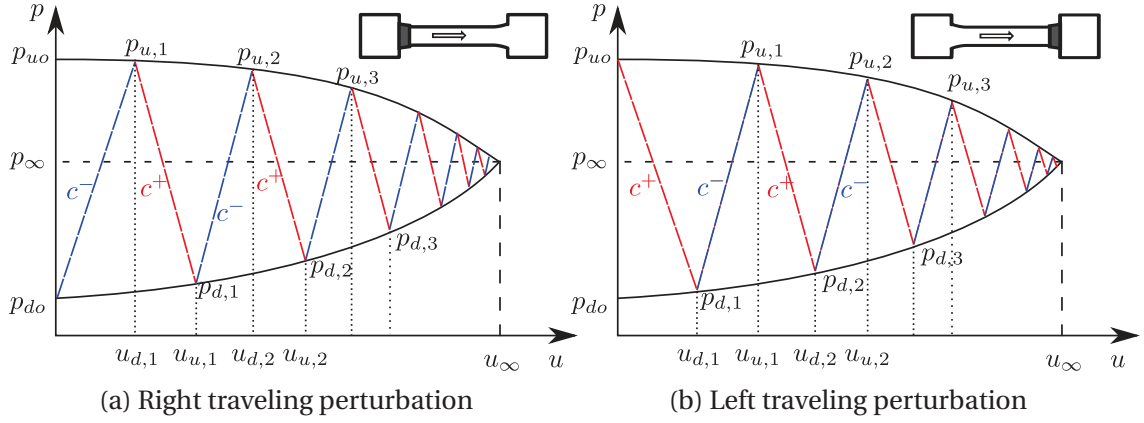 p p
p_{uo} p_{u,1} p_{u,2} p_{u,3} p_{uo} p_{u,1} p_{u,2} p_{u,3}
p_∞ p_∞
c^- c^+ c^- c^+ c^+ c^- c^+ c^-
p_{do} p_{d,1} p_{d,2} p_{d,3} p_{do} p_{d,1} p_{d,2} p_{d,3}
u_{d,1} u_{u,1} u_{d,2} u_{u,2} u_∞ u u_{d,1} u_{u,1} u_{d,2} u_{u,2} u_∞ u
(a) Right traveling perturbation (b) Left traveling perturbation